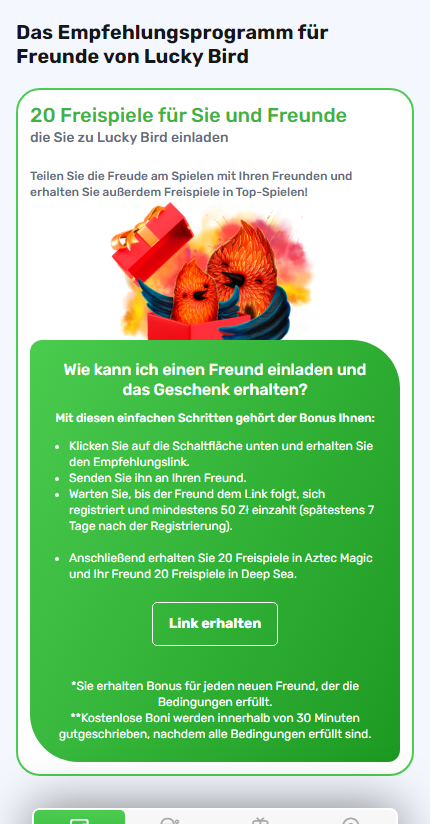 Das Empfehlungsprogramm für
Freunde von Lucky Bird
20 Freispiele für Sie und Freunde
die Sie zu Lucky Bird einladen
Teilen Sie die Freude am Spielen mit Ihren Freunden und
erhalten Sie außerdem Freispiele in Top-Spielen!
Wie kann ich einen Freund einladen und
das Geschenk erhalten?
Mit diesen einfachen Schritten gehört der Bonus Ihnen:
• Klicken Sie auf die Schaltfläche unten und erhalten Sie
den Empfehlungslink.
• Senden Sie ihn an Ihren Freund.
• Warten Sie, bis der Freund dem Link folgt, sich
registriert und mindestens 50 Zł einzahlt (spätestens 7
Tage nach der Registrierung).
• Anschließend erhalten Sie 20 Freispiele in Aztec Magic
und Ihr Freund 20 Freispiele in Deep Sea.
Link erhalten
*Sie erhalten Bonus für jeden neuen Freund, der die
Bedingungen erfüllt.
**Kostenlose Boni werden innerhalb von 30 Minuten
gutgeschrieben, nachdem alle Bedingungen erfüllt sind.